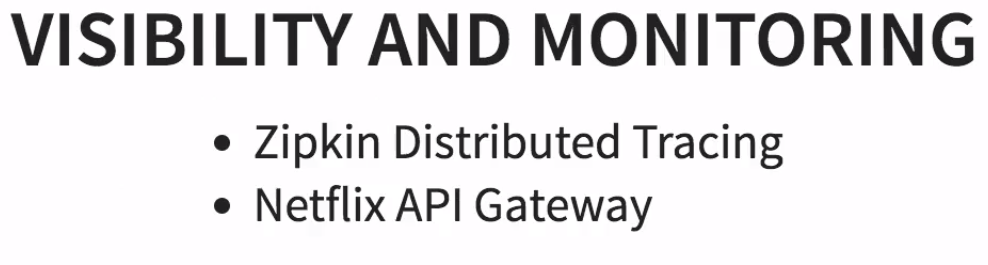 VISIBILITY AND MONITORING
• Zipkin Distributed Tracing
• Netflix API Gateway